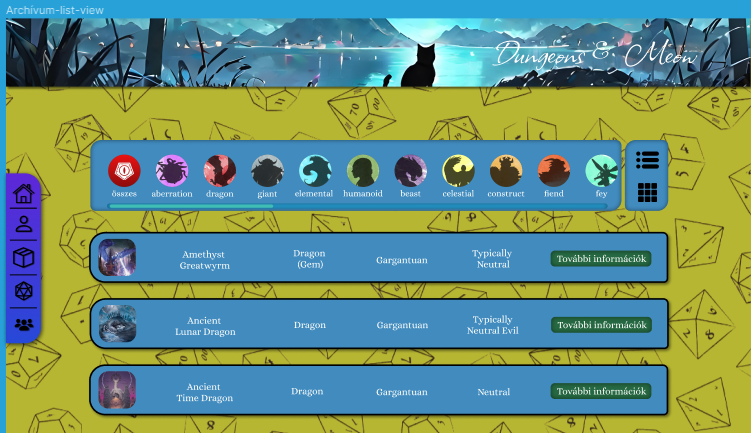 Archivum-list-view
Dungeons & Meow
összes
aberration
dragon
giant
elemental
humanoid
beast
celestial
construct
fiend
fey
Amethyst
Greatwyrm
Dragon
(Gem)
Gargantuan
Typically
Neutral
További információk
Ancient
Lunar Dragon
Dragon
Gargantuan
Typically
Neutral Evil
További információk
Ancient
Time Dragon
Dragon
Gargantuan
Neutral
További információk